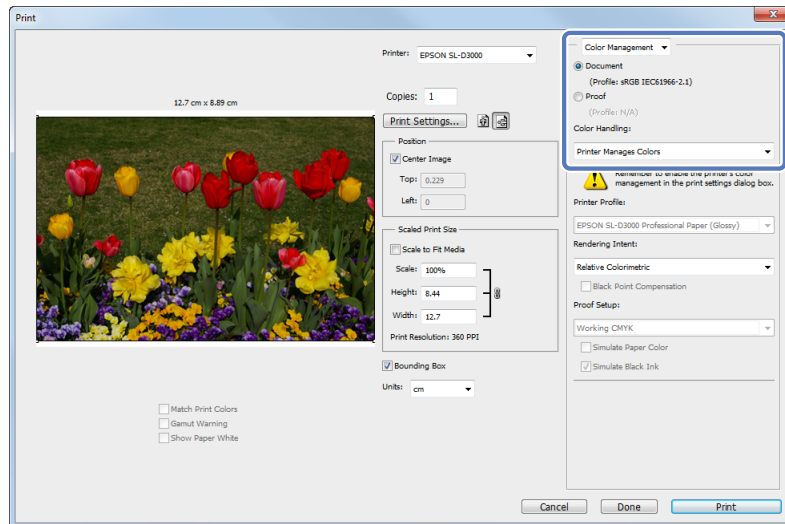 Print
12.7 cm x 8.89 cm
Match Print Colors
Gamut Warning
Show Paper White
Printer: EPSON SL-D3000
Copies: 1
Print Settings...
Position
Center Image
Top: 0.229
Left: 0
Scaled Print Size
Scale to Fit Media
Scale: 100%
Height: 8.44
Width: 12.7
Print Resolution: 360 PPI
Bounding Box
Units: cm
Color Management
Document
(Profile: sRGB IEC61966-2.1)
Proof
(Profile: N/A)
Color Handling:
Printer Manages Colors
Remember to enable the printer's color
management in the print settings dialog box.
Printer Profile:
EPSON SL-D3000 Professional Paper (Glossy)
Rendering Intent:
Relative Colorimetric
Black Point Compensation
Proof Setup:
Working CMYK
Simulate Paper Color
Simulate Black Ink
Cancel Done Print